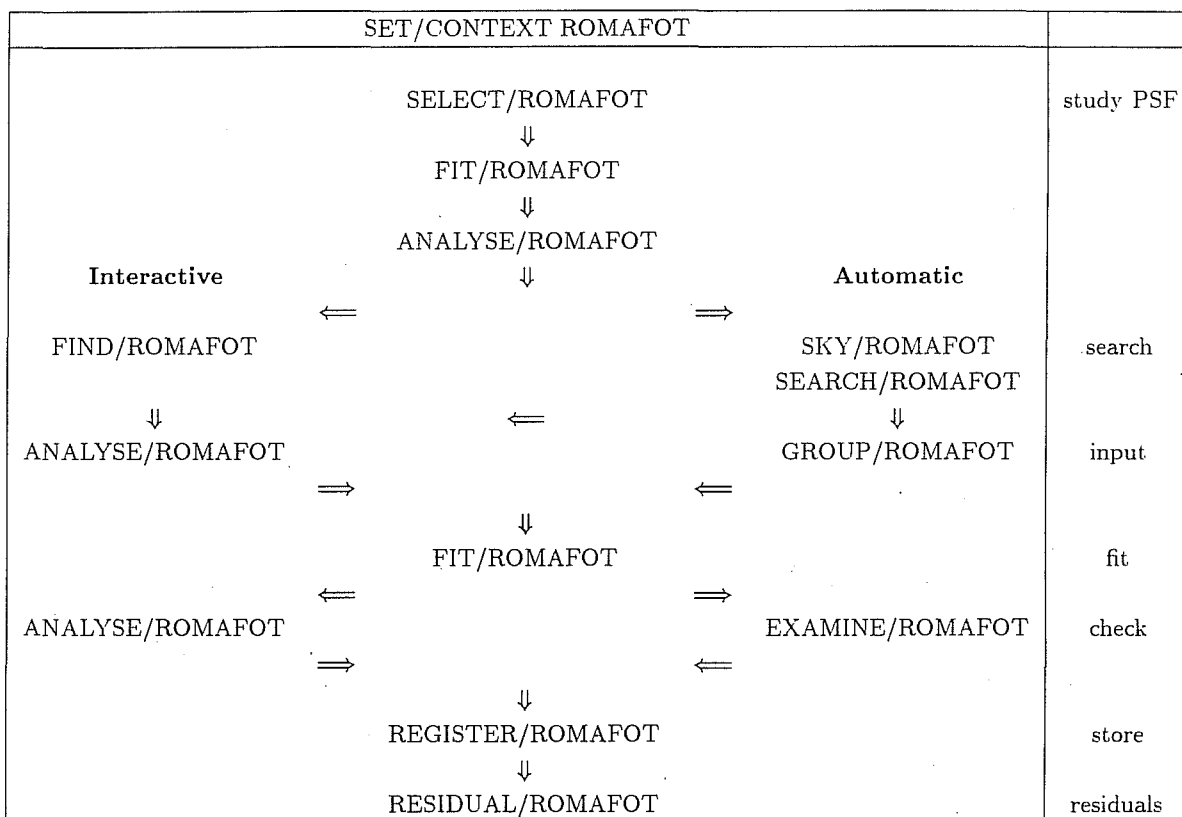 SET/CONTEXT ROMAFOT
SELECT/ROMAFOT study PSF
⇓
FIT/ROMAFOT
⇓
ANALYSE/ROMAFOT
Interactive ⇓ Automatic
⇐ ⇒
FIND/ROMAFOT SKY/ROMAFOT search
SEARCH/ROMAFOT
⇓ ⇐ ⇓
ANALYSE/ROMAFOT GROUP/ROMAFOT input
⇒ ⇐
⇓
FIT/ROMAFOT fit
⇐ ⇒
ANALYSE/ROMAFOT EXAMINE/ROMAFOT check
⇒ ⇐
⇓
REGISTER/ROMAFOT store
⇓
RESIDUAL/ROMAFOT residuals